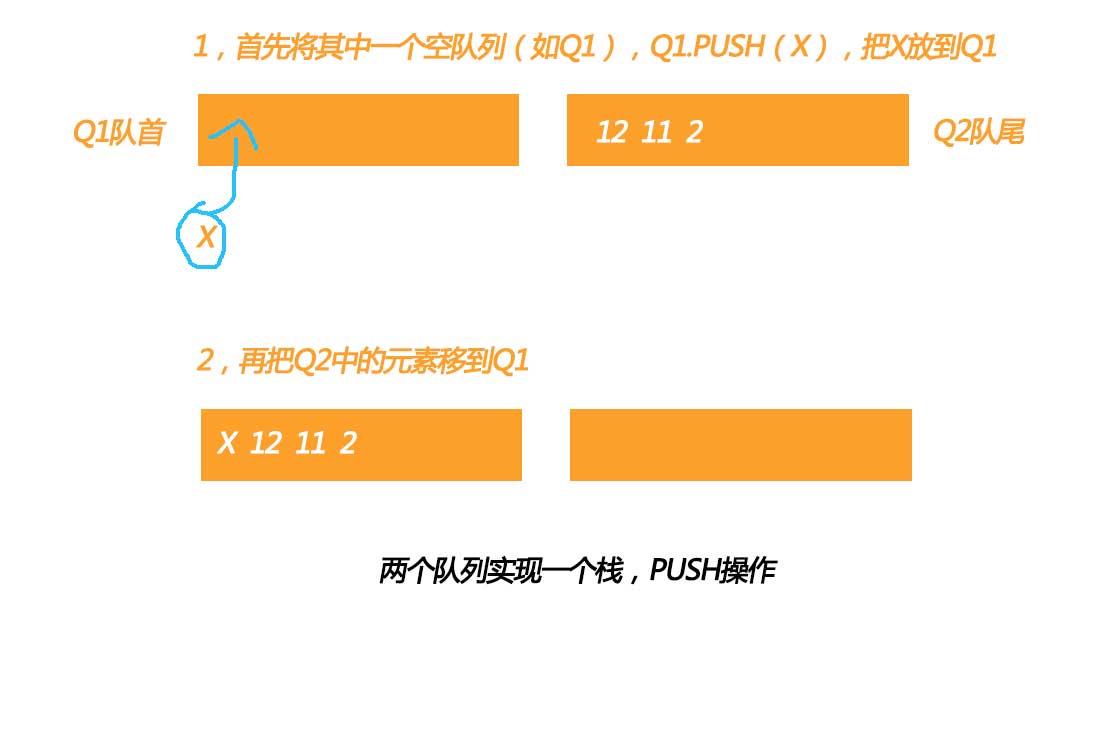 1，首先将其中一个空队列（如Q1），Q1.PUSH（X），把X放到Q1
Q1队首
12 11 2
Q2队尾
X
2，再把Q2中的元素移到Q1
X 12 11 2
两个队列实现一个栈，PUSH操作